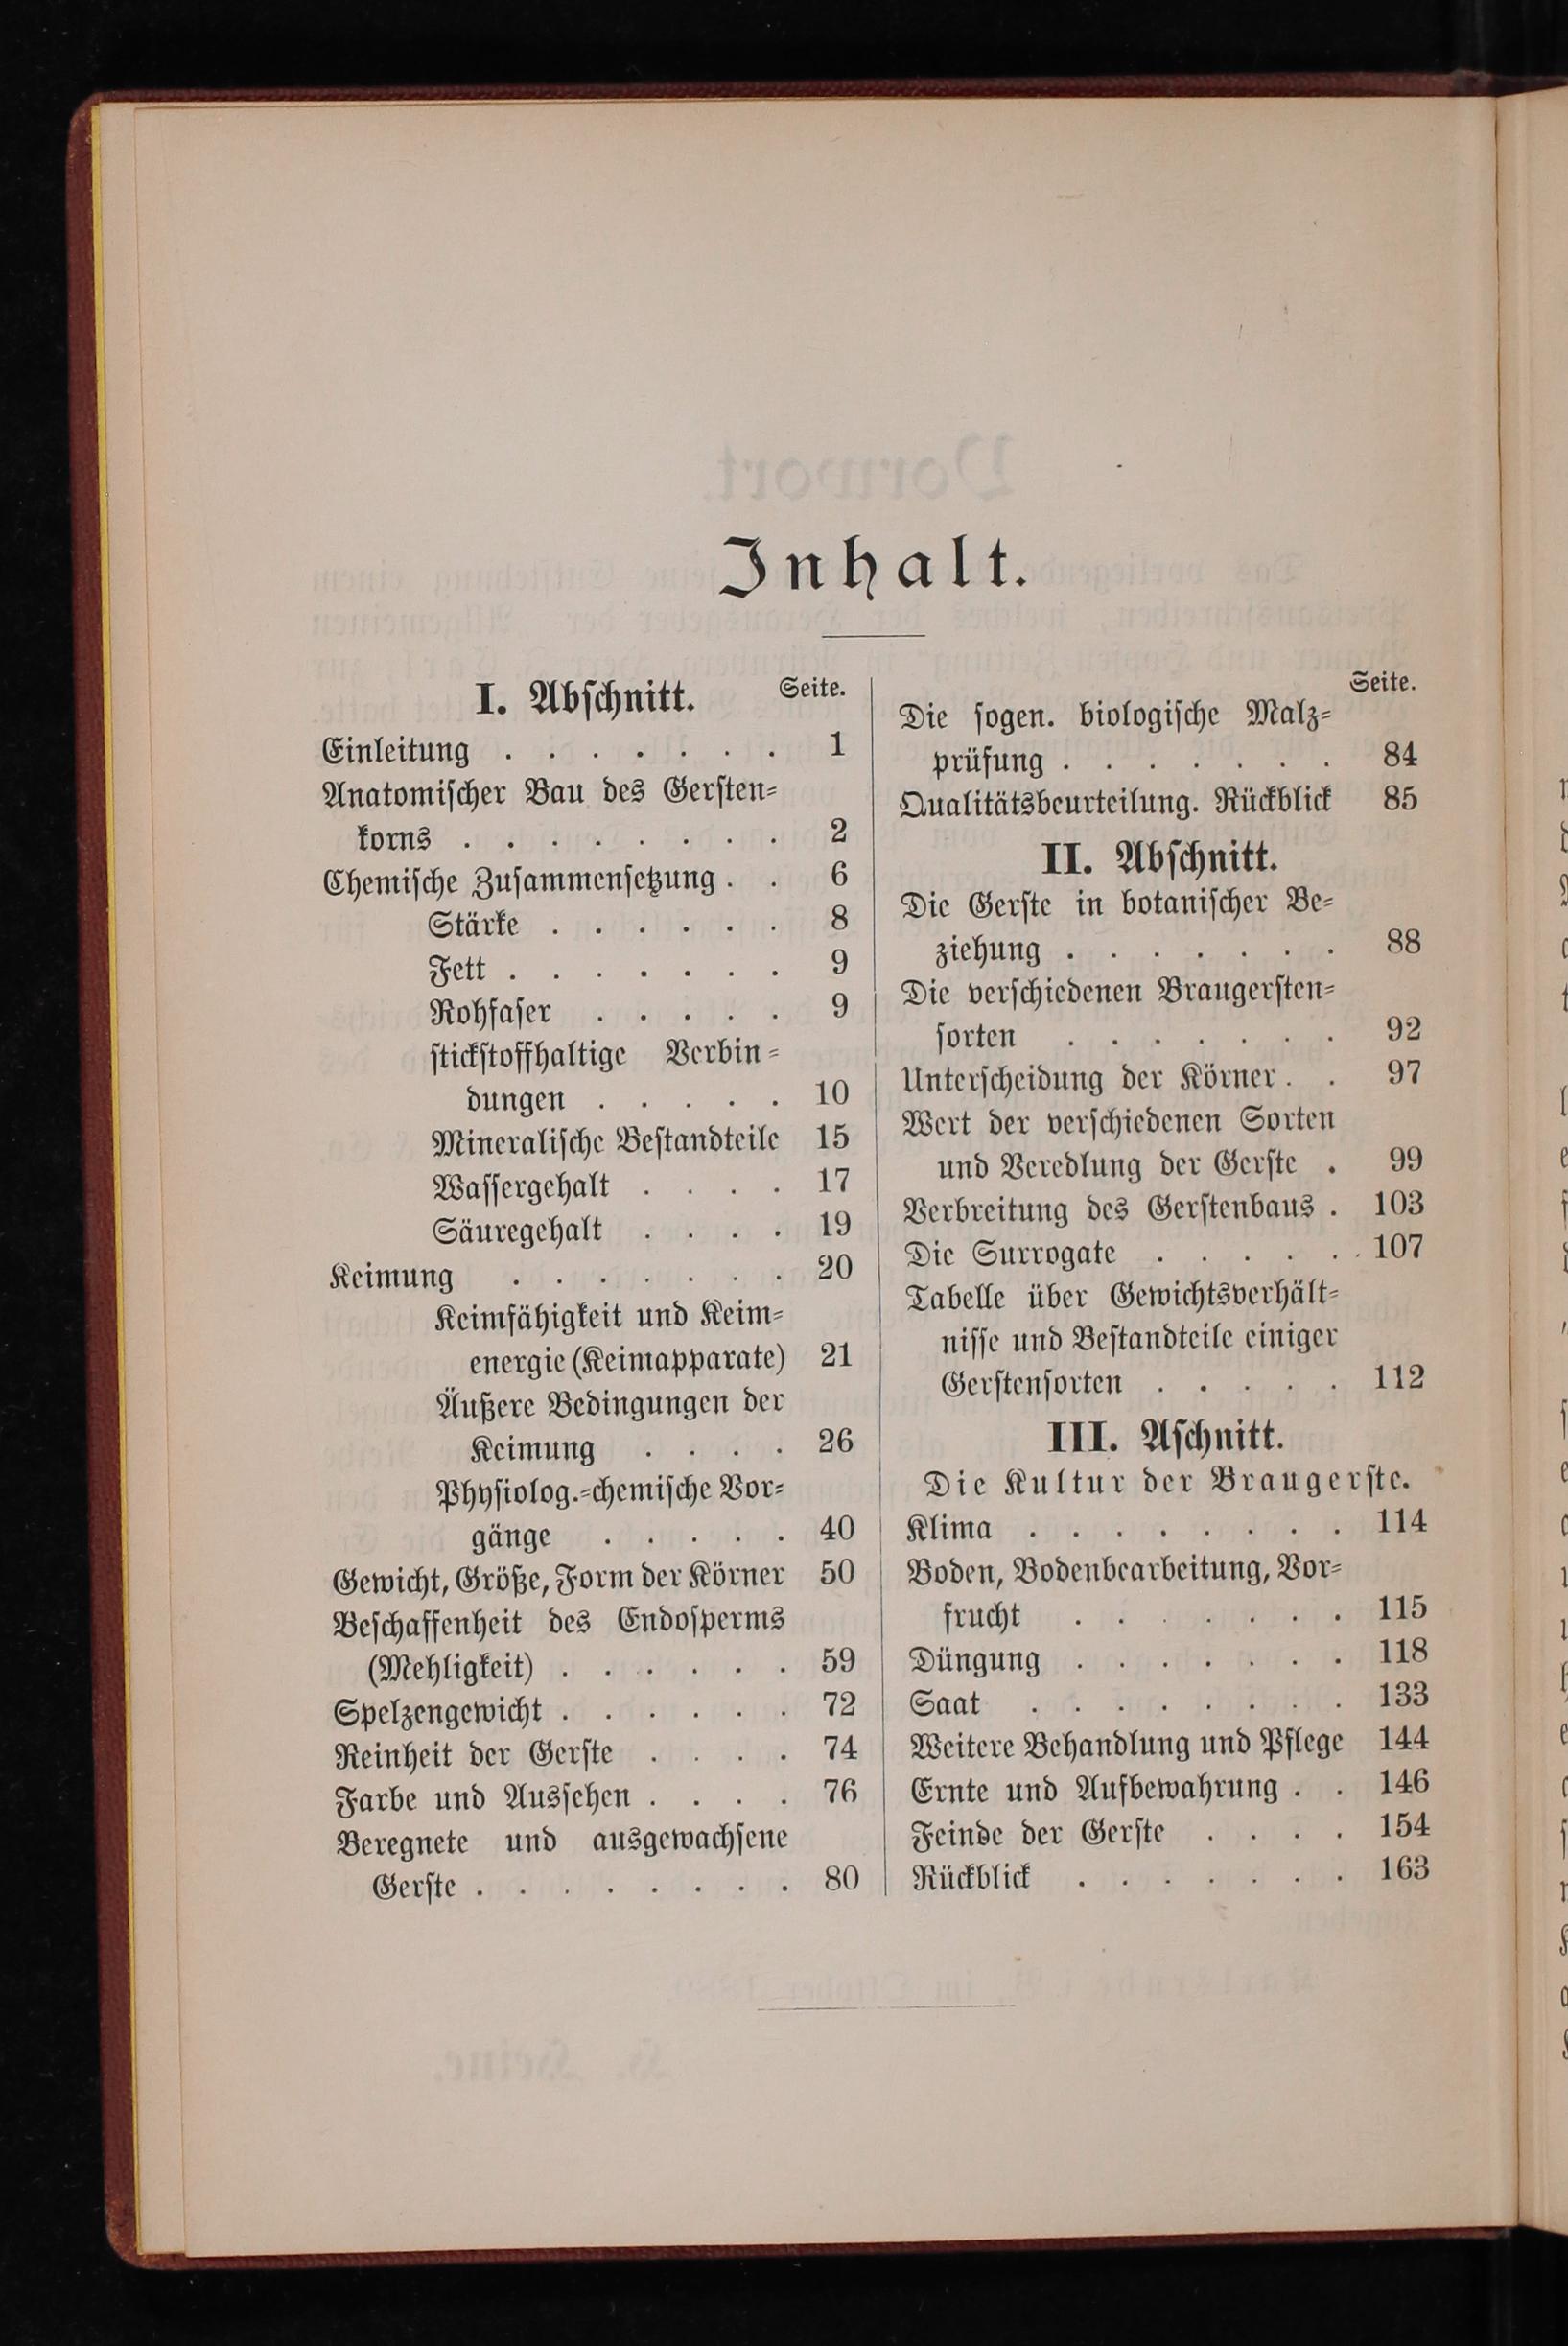 Inhalt.
I. Abſchnitt. Seite.
Einleitung . . . . . . . 1
Anatomiſcher Bau des Gerſten-
korns . . . . . . . . 2
Chemiſche Zuſammenſetzung . . 6
Stärke . . . . . . 8
Fett . . . . . . . 9
Rohfaſer . . . . . 9
ſtickſtoffhaltige Verbin-
dungen . . . . . 10
Mineraliſche Beſtandteile 15
Waſſergehalt . . . . 17
Säuregehalt . . . . 19
Keimung . . . . . . . 20
Keimfähigkeit und Keim-
energie (Keimapparate) 21
Äußere Bedingungen der
Keimung . . . . 26
Phyſiolog.-chemiſche Vor-
gänge . . . . . 40
Gewicht, Größe, Form der Körner 50
Beſchaffenheit des Endoſperms
(Mehligkeit) . . . . . . 59
Spelzengewicht . . . . . . 72
Reinheit der Gerſte . . . . 74
Farbe und Ausſehen . . . . 76
Beregnete und ausgewachſene
Gerſte . . . . . . . . 80
Seite.
Die ſogen. biologiſche Malz-
prüfung . . . . . . . 84
Qualitätsbeurteilung. Rückblick 85
II. Abſchnitt.
Die Gerſte in botaniſcher Be-
ziehung . . . . . . . 88
Die verſchiedenen Braugerſten-
ſorten . . . . . . . 92
Unterſcheidung der Körner . . 97
Wert der verſchiedenen Sorten
und Veredlung der Gerſte . 99
Verbreitung des Gerſtenbaus . 103
Die Surrogate . . . . . . 107
Tabelle über Gewichtsverhält-
niſſe und Beſtandteile einiger
Gerſtenſorten . . . . . 112
III. Aſchnitt.
Die Kultur der Braugerſte.
Klima . . . . . . . . 114
Boden, Bodenbearbeitung, Vor-
frucht . . . . . . . 115
Düngung . . . . . . . 118
Saat . . . . . . . . 133
Weitere Behandlung und Pflege 144
Ernte und Aufbewahrung . . 146
Feinde der Gerſte . . . . 154
Rückblick . . . . . . . 163